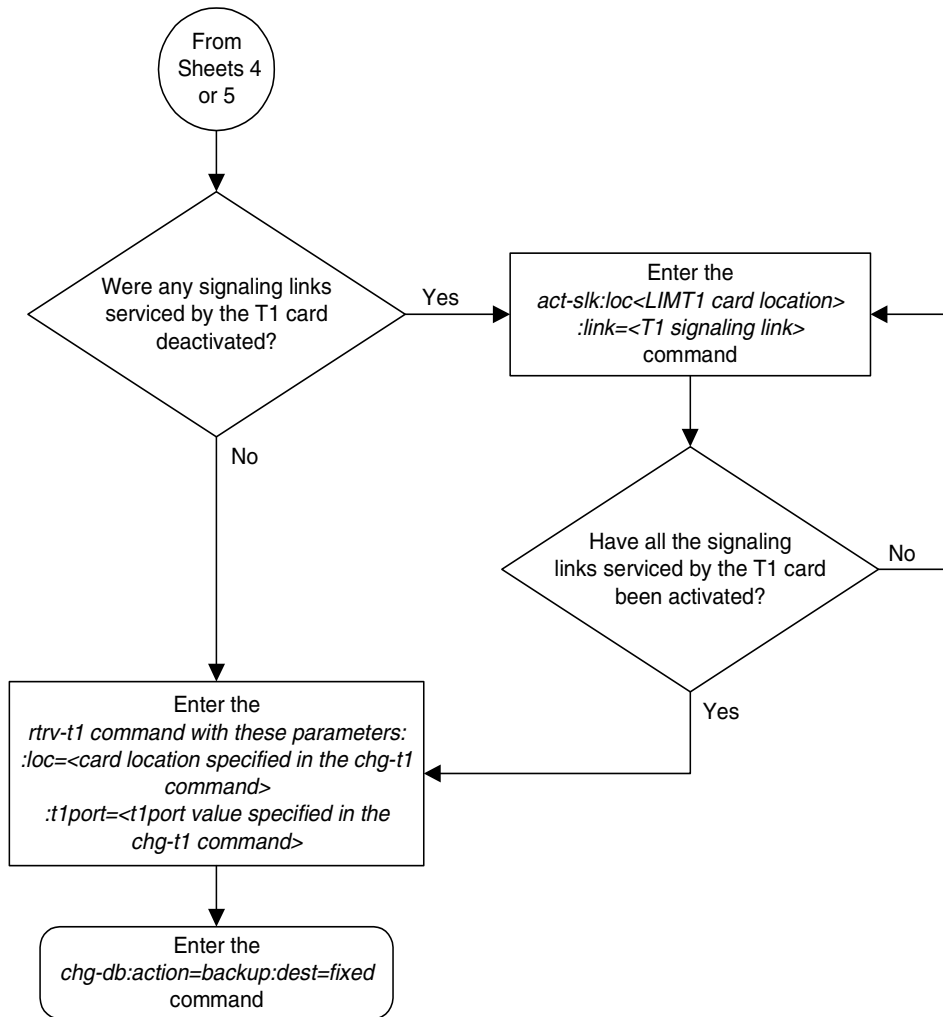 From
Sheets 4
or 5
Were any signaling links
serviced by the T1 card
deactivated?
Yes
Enter the
act-slk:loc<LIMT1 card location>
:link=<T1 signaling link>
command
No
Have all the signaling
links serviced by the T1 card
been activated?
No
Yes
Enter the
rtrv-t1 command with these parameters:
:loc=<card location specified in the chg-t1
command>
:t1port=<t1port value specified in the
chg-t1 command>
Enter the
chg-db:action=backup:dest=fixed
command